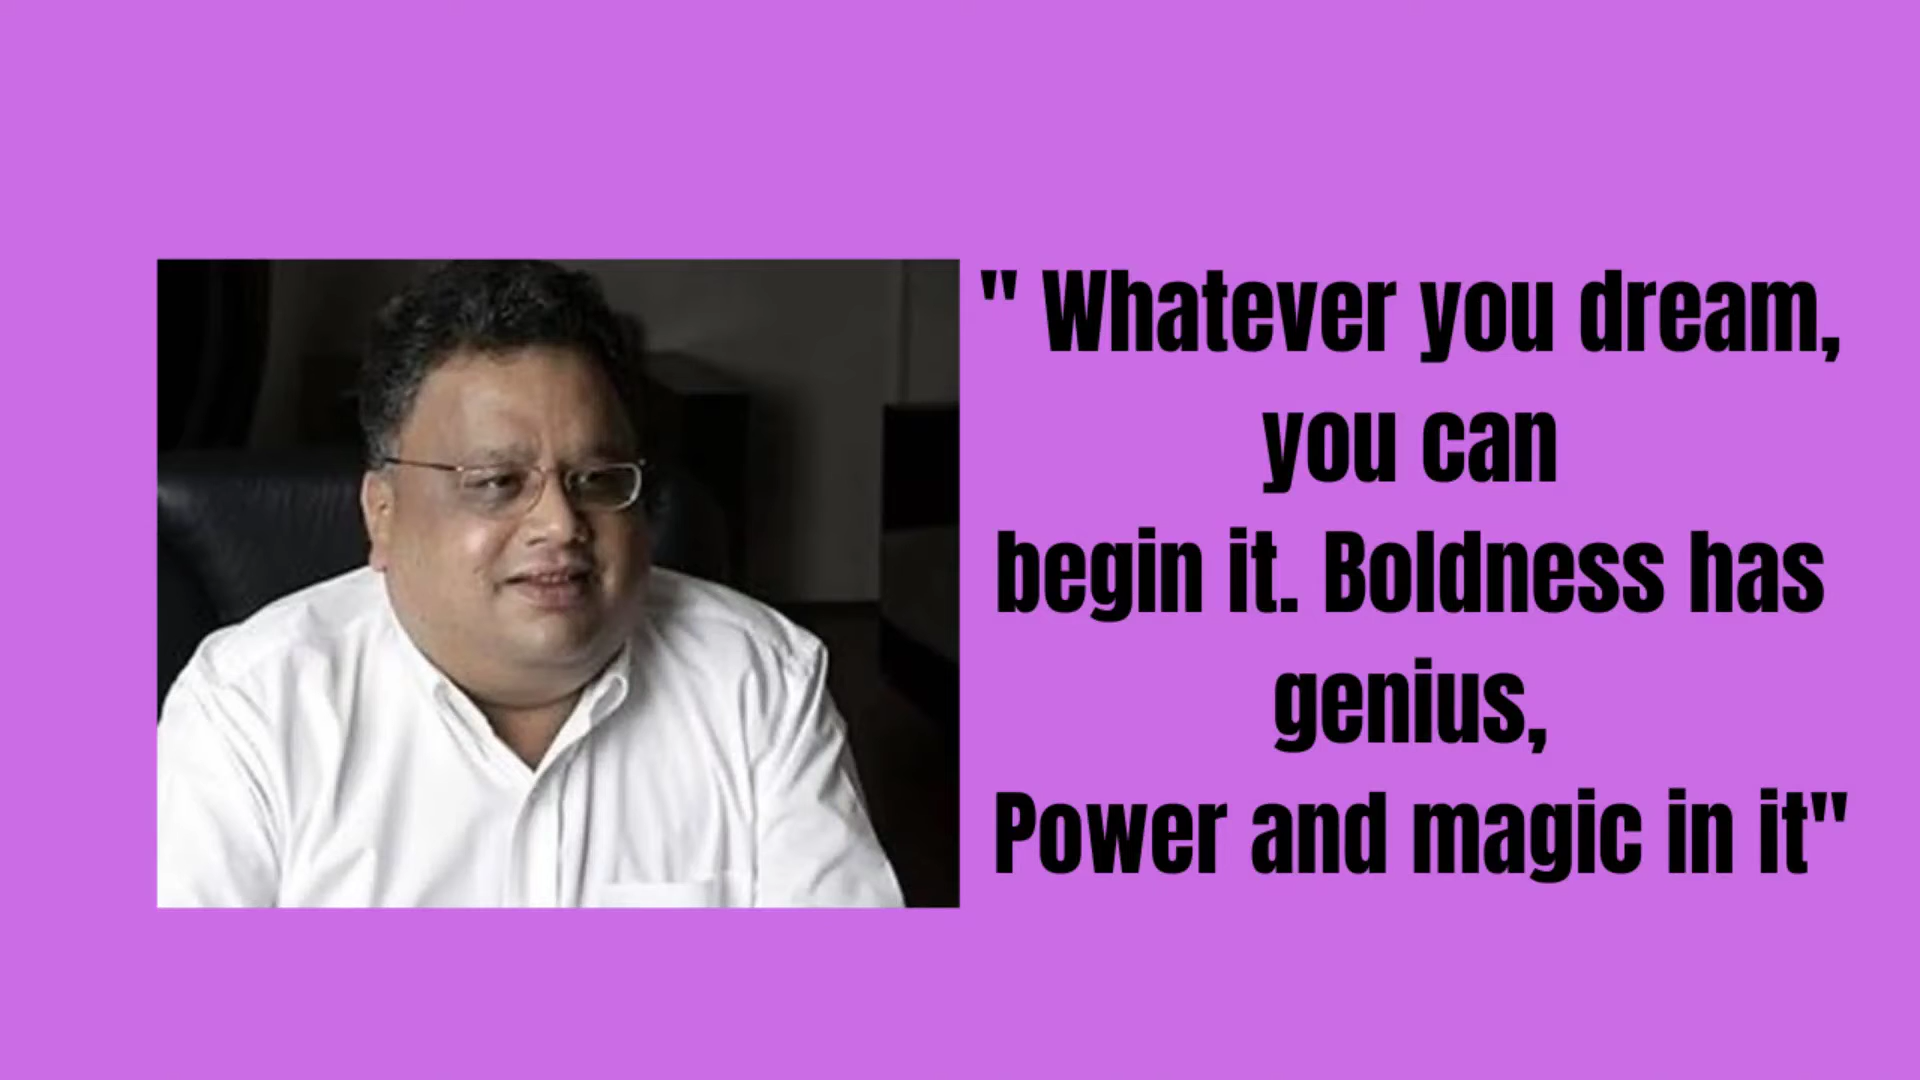 " Whatever you dream,
you can
begin it. Boldness has
genius,
Power and magic in it"